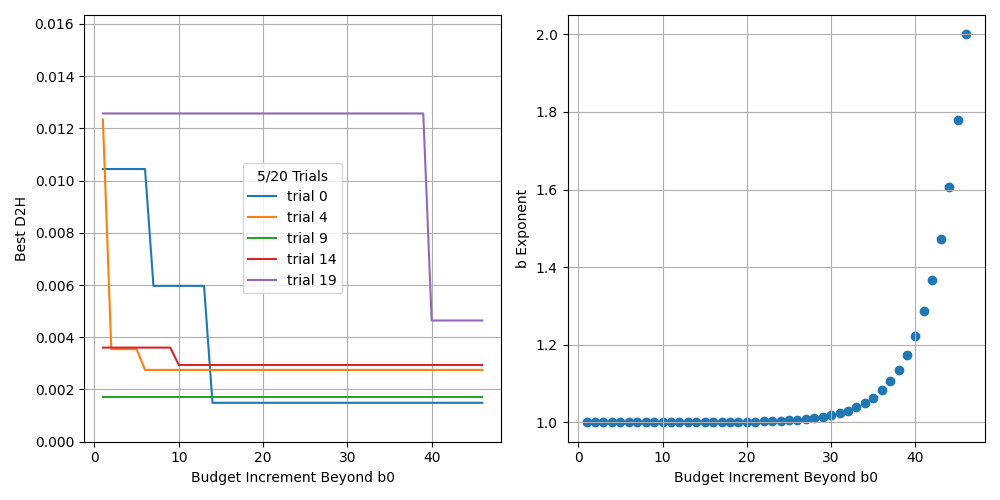 0.016
0.014
0.012
0.010
0.008
0.006
0.004
0.002
0.000
Best D2H
0 10 20 30 40
Budget Increment Beyond b0
5/20 Trials
trial 0
trial 4
trial 9
trial 14
trial 19
2.0
1.8
1.6
1.4
1.2
1.0
b Exponent
0 10 20 30 40
Budget Increment Beyond b0